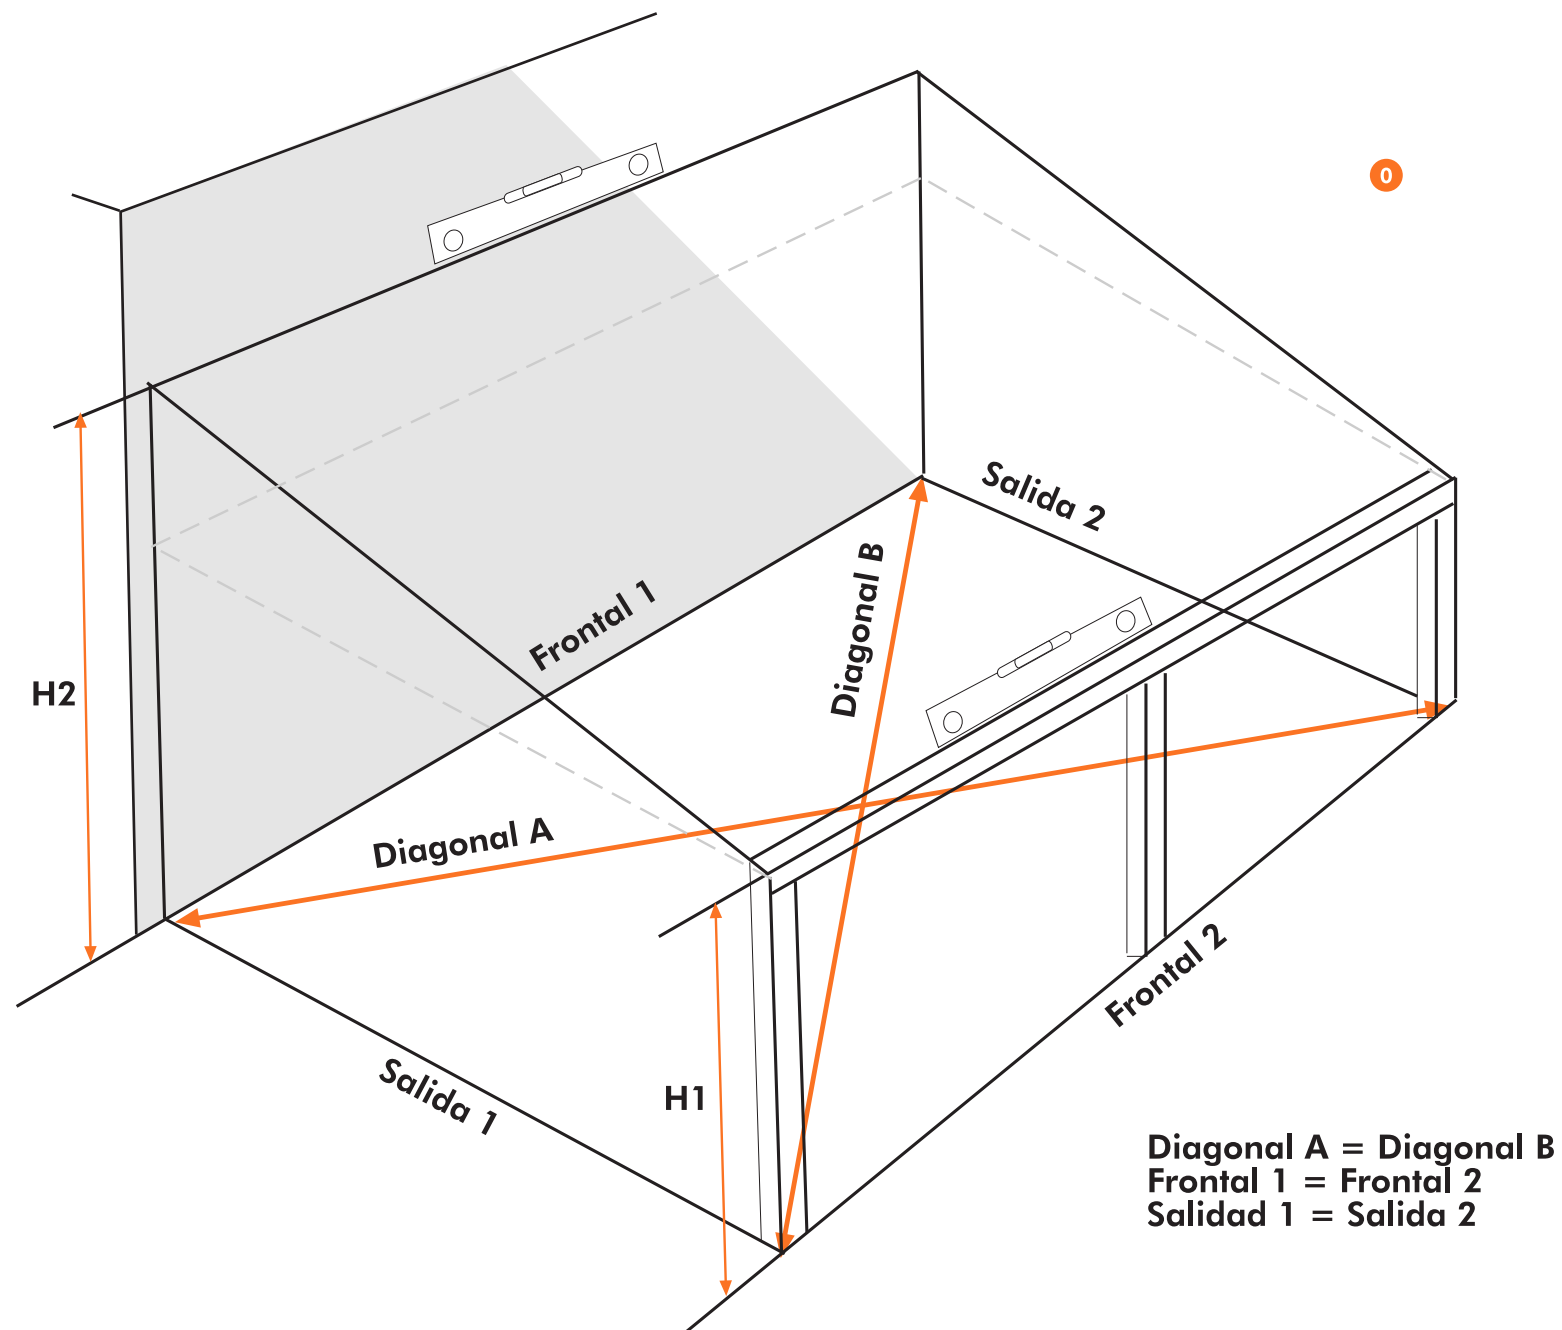 0
Salida 2
Diagonal B
Frontal 1
H2
Diagonal A
Frontal 2
Salida 1
H1
Diagonal A = Diagonal B
Frontal 1 = Frontal 2
Salidad 1 = Salida 2